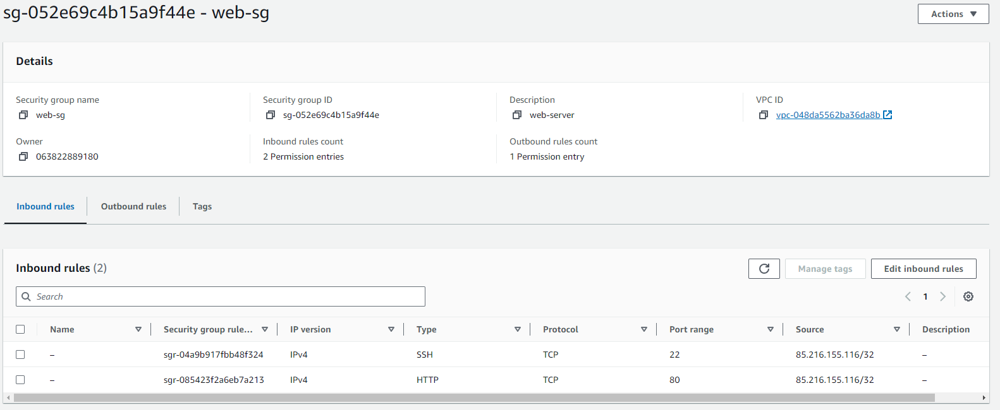 sg-052e69c4b15a9f44e - web-sg
Actions
Details
Security group name
web-sg
Security group ID
sg-052e69c4b15a9f44e
Description
web-server
VPC ID
vpc-048da5562ba36da8b
Owner
063822889180
Inbound rules count
2 Permission entries
Outbound rules count
1 Permission entry
Inbound rules Outbound rules Tags
Inbound rules (2)
Manage tags Edit inbound rules
Search
1
Name Security group rule... IP version Type Protocol Port range Source Description
– sgr-04a9b917fbb48f324 IPv4 SSH TCP 22 85.216.155.116/32 –
– sgr-085423f2a6eb7a213 IPv4 HTTP TCP 80 85.216.155.116/32 –